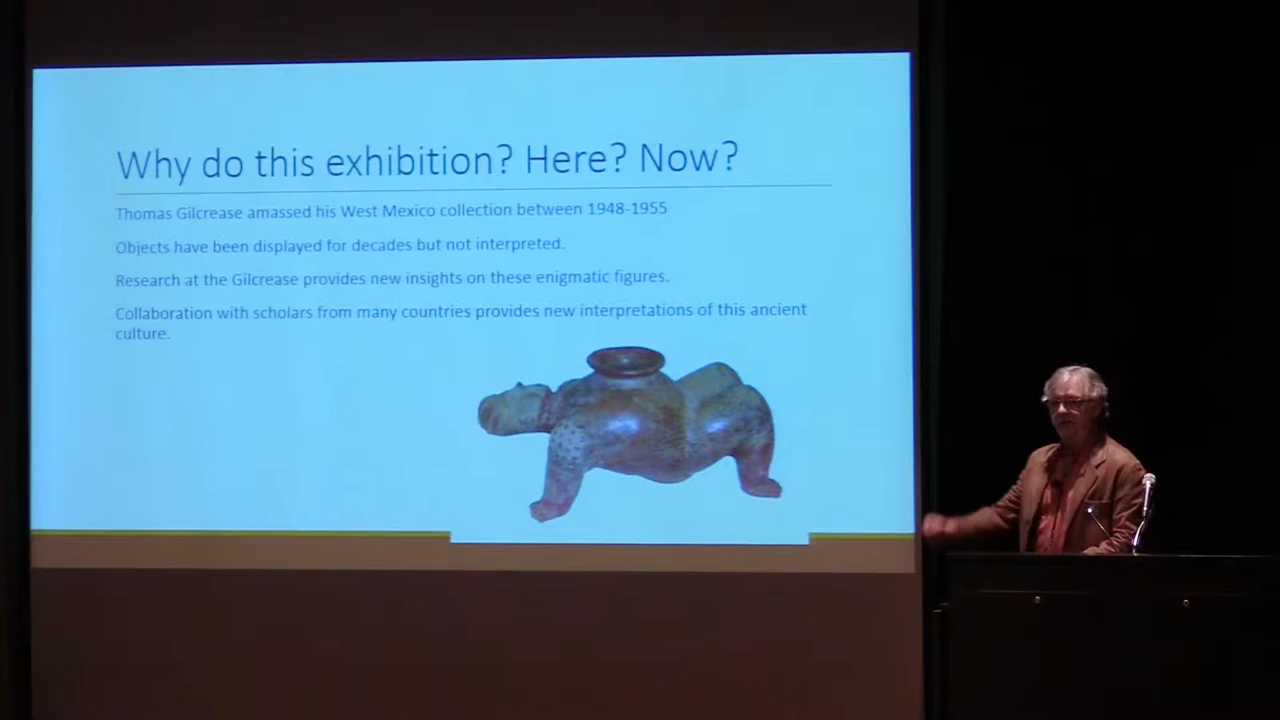 Why do this exhibition? Here? Now?
Thomas Gilcrease amassed his West Mexico collection between 1948-1955
Objects have been displayed for decades but not interpreted.
Research at the Gilcrease provides new insights on these enigmatic figures.
Collaboration with scholars from many countries provides new interpretations of this ancient
culture.